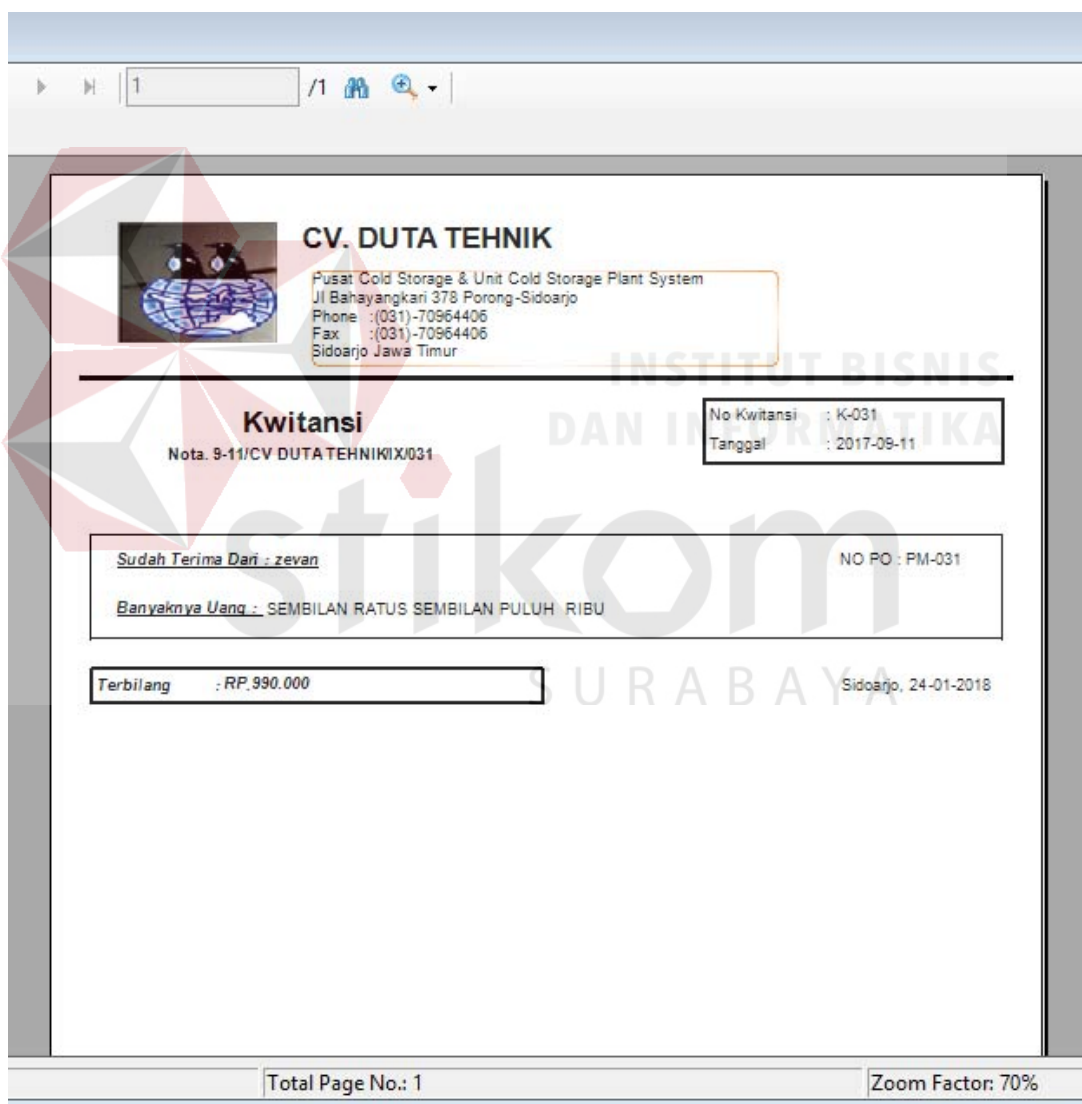 1 /1
CV. DUTA TEHNIK
Pusat Cold Storage & Unit Cold Storage Plant System
Jl Bahayangkari 378 Porong-Sidoarjo
Phone :(031)-70964406
Fax :(031)-70964406
Sidoarjo Jawa Timur
INSTITUT BISNIS
DAN INFORMATIKA
Kwitansi
Nota. 9-11/CV DUTA TEHNIK/IX/031
No Kwitansi : K-031
Tanggal : 2017-09-11
stikom
SURABAYA
Sudah Terima Dari : zevan
NO PO : PM-031
Banyaknya Uang : SEMBILAN RATUS SEMBILAN PULUH RIBU
Terbilang : RP. 990.000
Sidoarjo, 24-01-2018
Total Page No.: 1
Zoom Factor: 70%